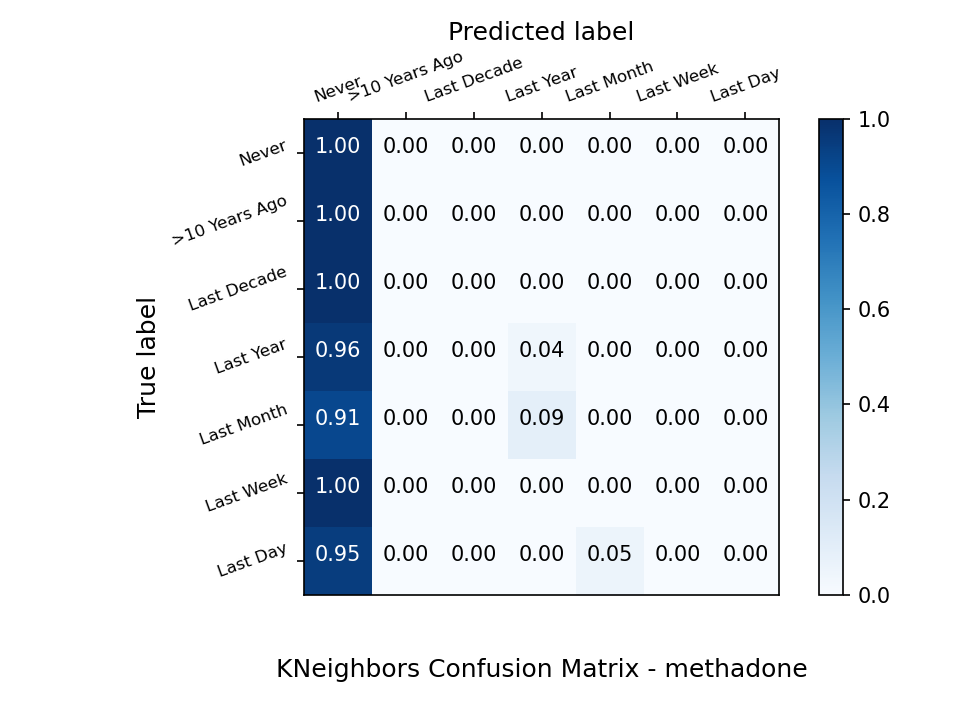 Predicted label
Never >10 Years Ago Last Decade Last Year Last Month Last Week Last Day
1.0
Never 1.00 0.00 0.00 0.00 0.00 0.00 0.00
>10 Years Ago 1.00 0.00 0.00 0.00 0.00 0.00 0.00
0.8
Last Decade 1.00 0.00 0.00 0.00 0.00 0.00 0.00
0.6
Last Year 0.96 0.00 0.00 0.04 0.00 0.00 0.00
True label
0.4
Last Month 0.91 0.00 0.00 0.09 0.00 0.00 0.00
Last Week 1.00 0.00 0.00 0.00 0.00 0.00 0.00
0.2
Last Day 0.95 0.00 0.00 0.00 0.05 0.00 0.00
0.0
KNeighbors Confusion Matrix - methadone